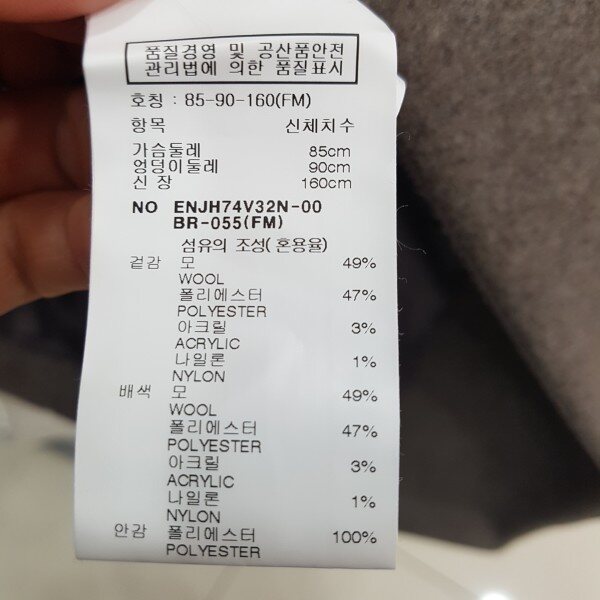 품질경영 및 공산품안전
관리법에 의한 품질표시
호칭 : 85-90-160(FM)
항목 신체치수
가슴둘레 85cm
엉덩이둘레 90cm
신 장 160cm
NO ENJH74V32N-00
BR-055(FM)
섬유의 조성(혼용율)
겉감 모 49%
WOOL
폴리에스터 47%
POLYESTER
아크릴 3%
ACRYLIC
나일론 1%
NYLON
배색 모 49%
WOOL
폴리에스터 47%
POLYESTER
아크릴 3%
ACRYLIC
나일론 1%
NYLON
안감 폴리에스터 100%
POLYESTER